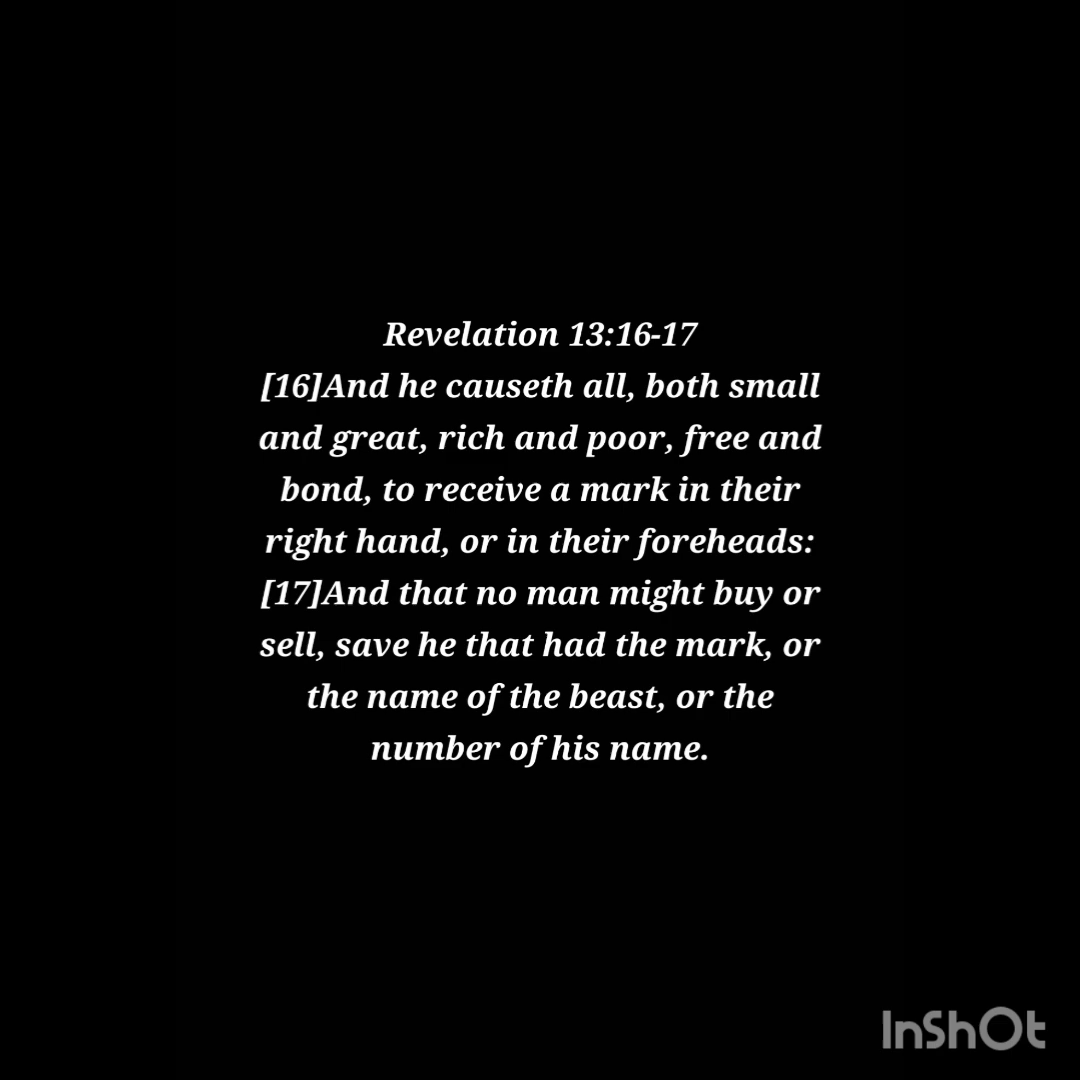 Revelation 13:16-17
[16]And he causeth all, both small
and great, rich and poor, free and
bond, to receive a mark in their
right hand, or in their foreheads:
[17]And that no man might buy or
sell, save he that had the mark, or
the name of the beast, or the
number of his name.
InShOt